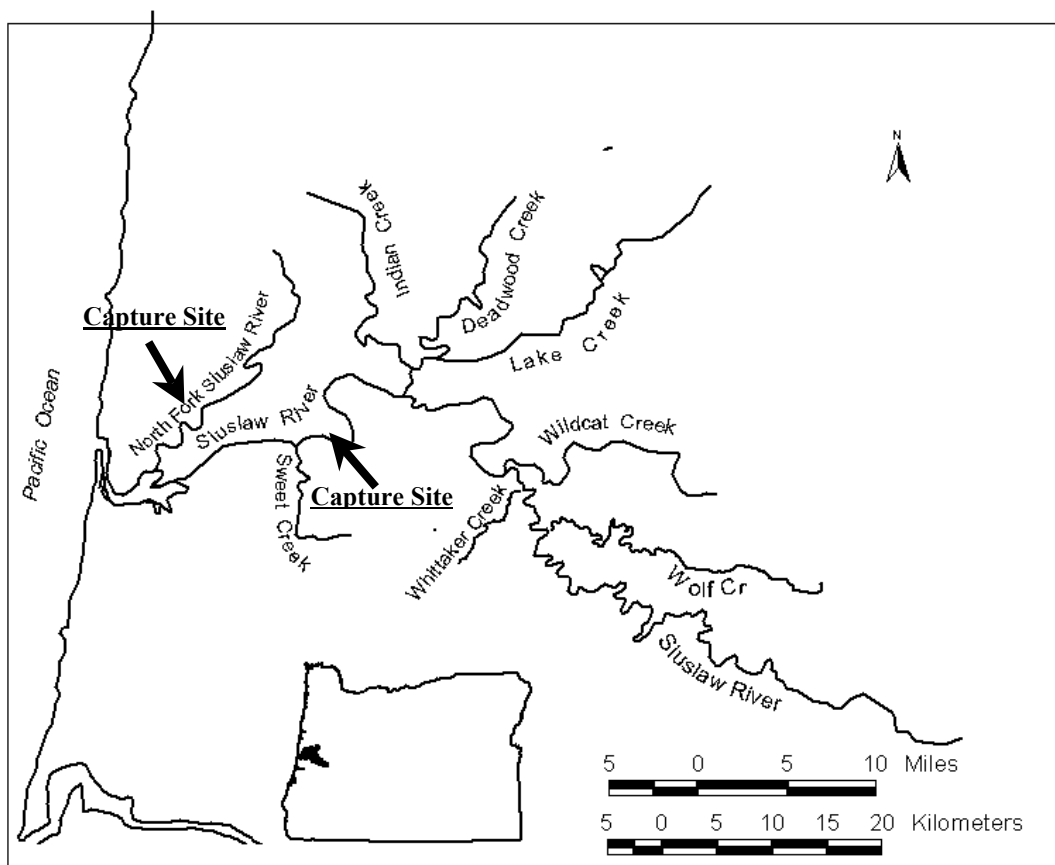 N
Indian Creek
Deadwood Creek
Lake Creek
Capture Site
North Fork Siuslaw River
Siuslaw River
Pacific Ocean
Wildcat Creek
Sweet Creek
Capture Site
Whittaker Creek
Wolf Cr
Siuslaw River
5 0 5 10 Miles
5 0 5 10 15 20 Kilometers